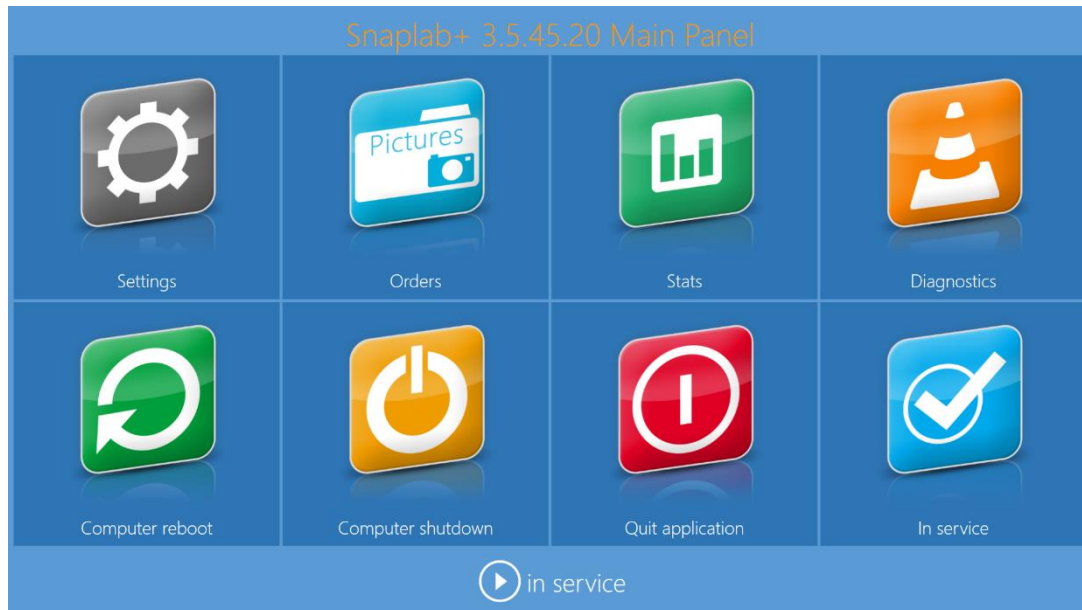 Snaplab+ 3.5.45.20 Main Panel
Pictures
Settings
Orders
Stats
Diagnostics
Computer reboot
Computer shutdown
Quit application
In service
in service